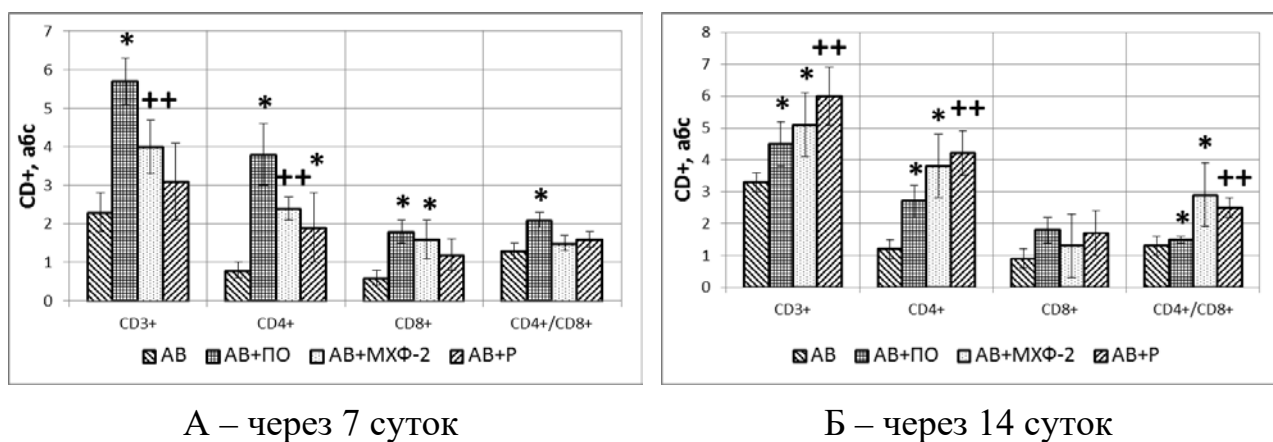 CD+, абс
7
6
5
4
3
2
1
0
* ++
* ++ *
* *
*
CD3+ CD4+ CD8+ CD4+/CD8+
АВ АВ+ПО АВ+МХФ-2 АВ+Р
А – через 7 суток
CD+, абс
8
7
6
5
4
3
2
1
0
* * ++
* * ++
* * ++
CD3+ CD4+ CD8+ CD4+/CD8+
АВ АВ+ПО АВ+МХФ-2 АВ+Р
Б – через 14 суток